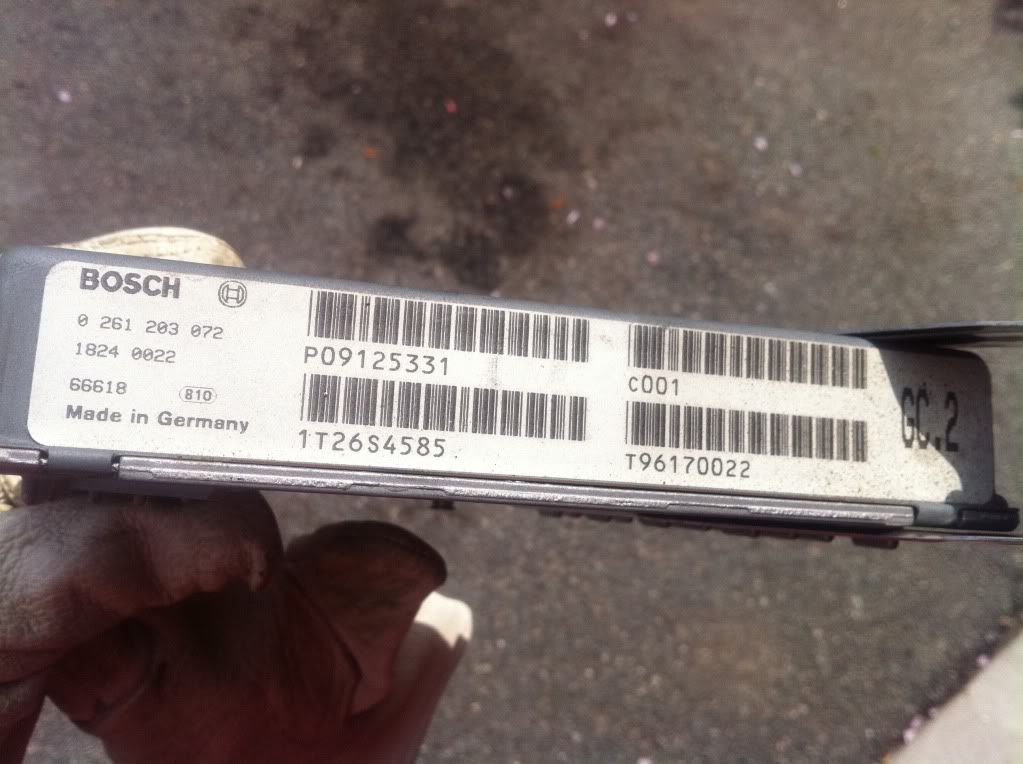 BOSCH
0 261 203 072
1824 0022
66618 810
Made in Germany
P09125331
1T26S4585
C001
T96170022
GC.2